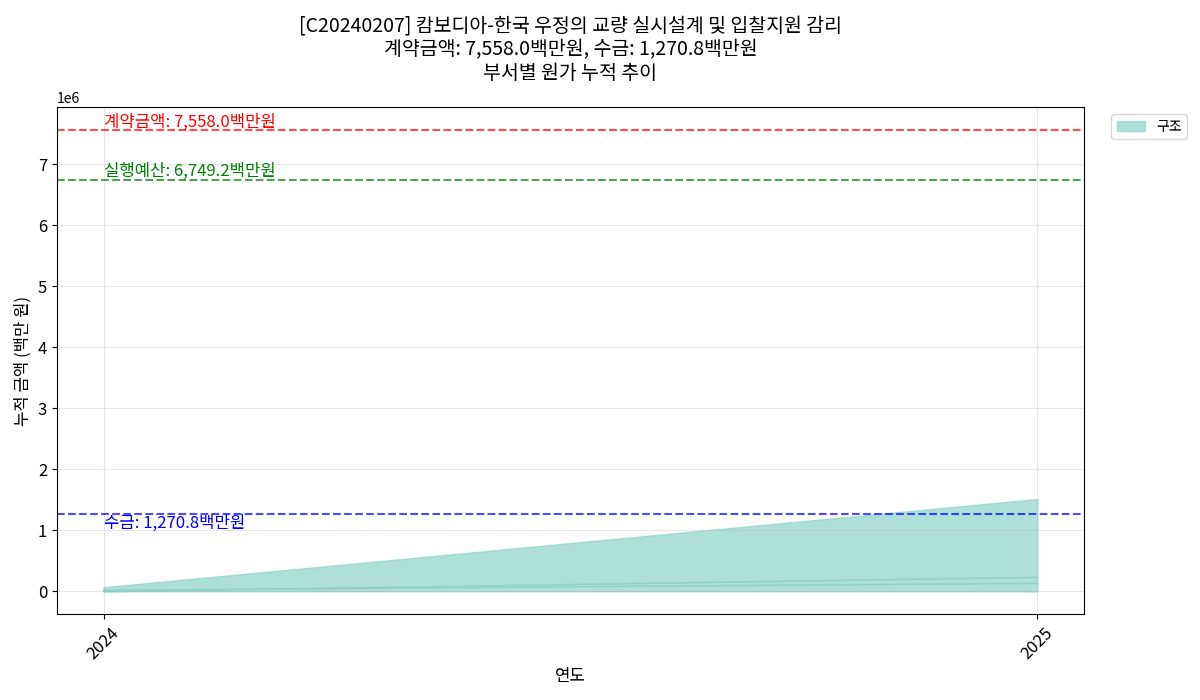 [C20240207] 캄보디아-한국 우정의 교량 실시설계 및 입찰지원 감리
계약금액: 7,558.0백만원, 수금: 1,270.8백만원
부서별 원가 누적 추이
1e6
계약금액: 7,558.0백만원
구조
실행예산: 6,749.2백만원
7
6
5
4
3
2
1
0
누적 금액 (백만 원)
수금: 1,270.8백만원
2024
2025
연도